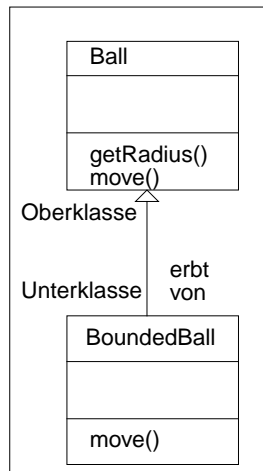 Ball
getRadius()
move()
Oberklasse
erbt
Unterklasse von
BoundedBall
move()